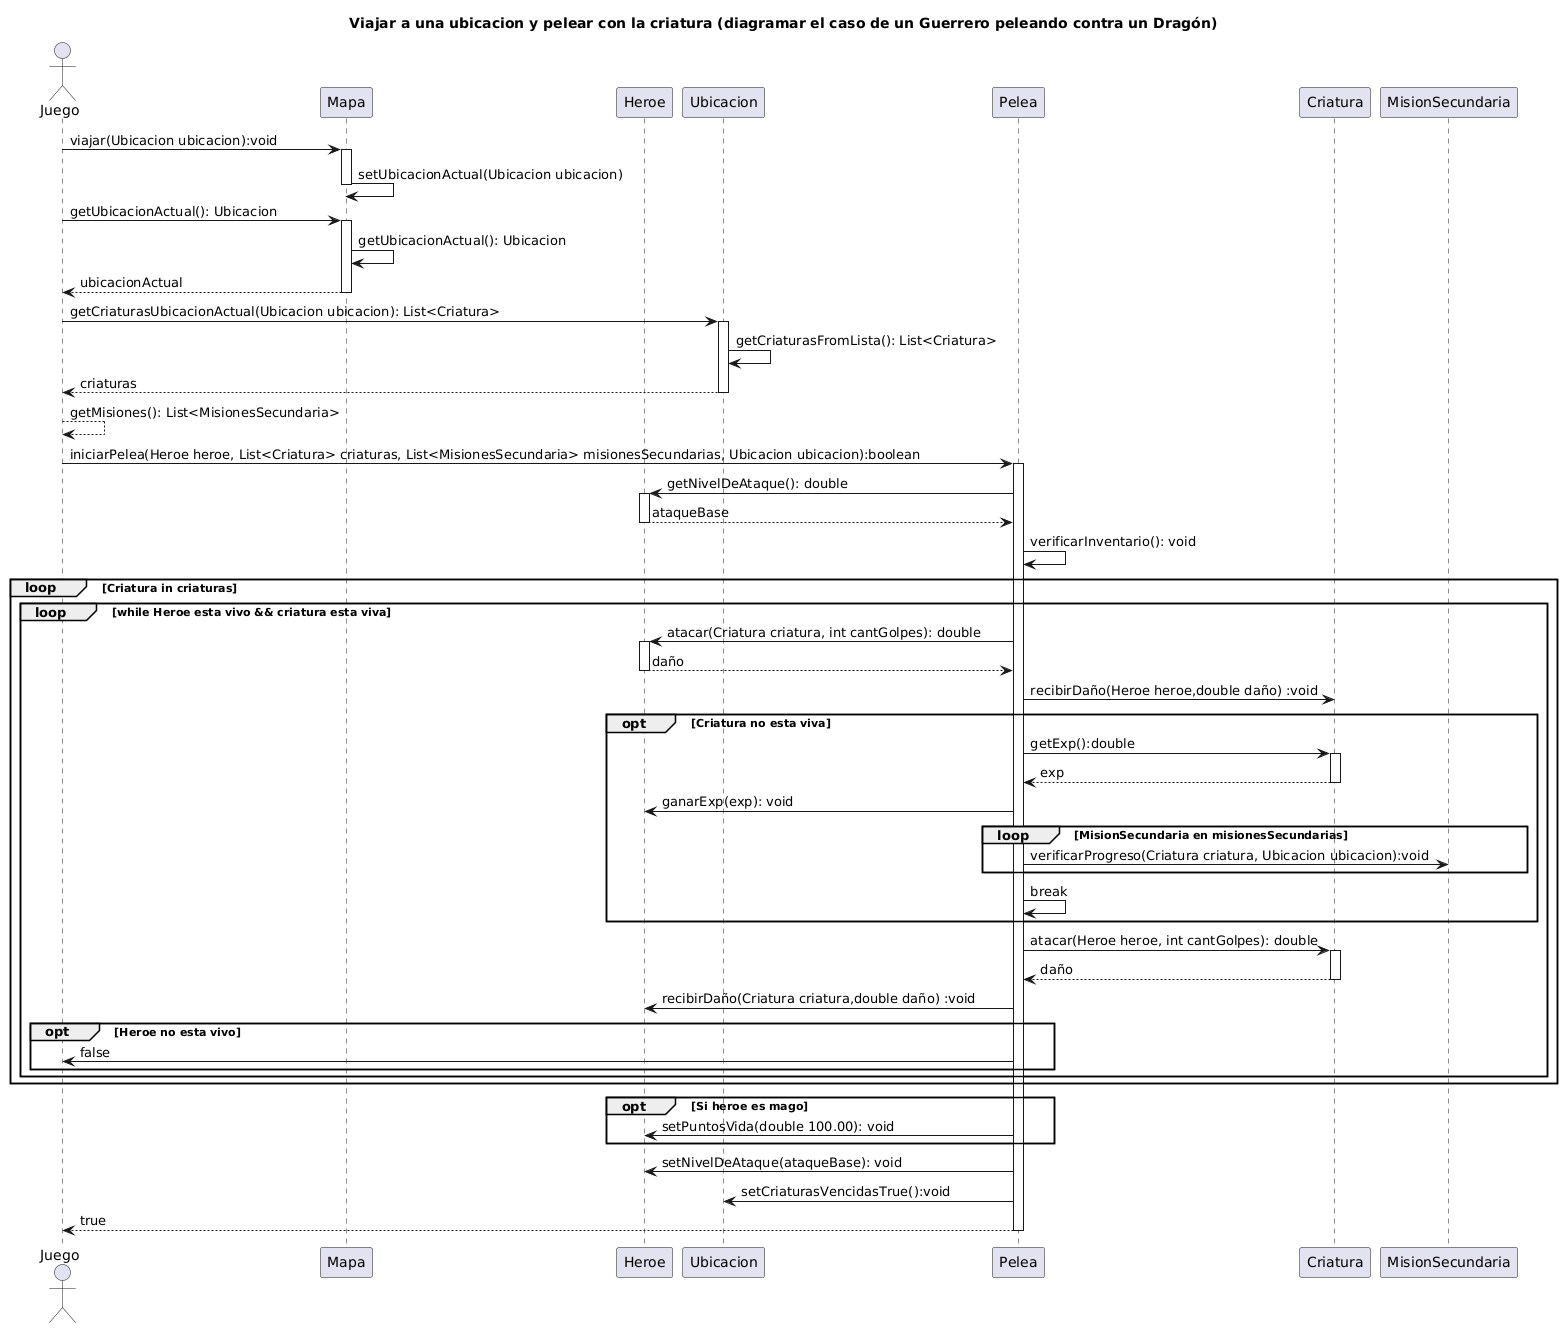 Viajar a una ubicacion y pelear con la criatura (diagramar el caso de un Guerrero peleando contra un Dragón)
Juego
Mapa
Heroe
Ubicacion
Pelea
Criatura
MisionSecundaria
viajar(Ubicacion ubicacion):void
setUbicacionActual(Ubicacion ubicacion)
getUbicacionActual(): Ubicacion
getUbicacionActual(): Ubicacion
ubicacionActual
getCriaturasUbicacionActual(Ubicacion ubicacion): List<Criatura>
getCriaturasFromLista(): List<Criatura>
criaturas
getMisiones(): List<MisionesSecundaria>
iniciarPelea(Heroe heroe, List<Criatura> criaturas, List<MisionesSecundaria> misionesSecundarias, Ubicacion ubicacion):boolean
getNivelDeAtaque(): double
ataqueBase
verificarInventario(): void
loop [Criatura in criaturas]
loop [while Heroe esta vivo && criatura esta viva]
atacar(Criatura criatura, int cantGolpes): double
daño
recibirDaño(Heroe heroe,double daño) :void
opt [Criatura no esta viva]
getExp():double
exp
ganarExp(exp): void
loop [MisionSecundaria en misionesSecundarias]
verificarProgreso(Criatura criatura, Ubicacion ubicacion):void
break
atacar(Heroe heroe, int cantGolpes): double
daño
recibirDaño(Criatura criatura,double daño) :void
opt [Heroe no esta vivo]
false
opt [Si heroe es mago]
setPuntosVida(double 100.00): void
setNivelDeAtaque(ataqueBase): void
setCriaturasVencidasTrue():void
true
Juego
Mapa
Heroe
Ubicacion
Pelea
Criatura
MisionSecundaria